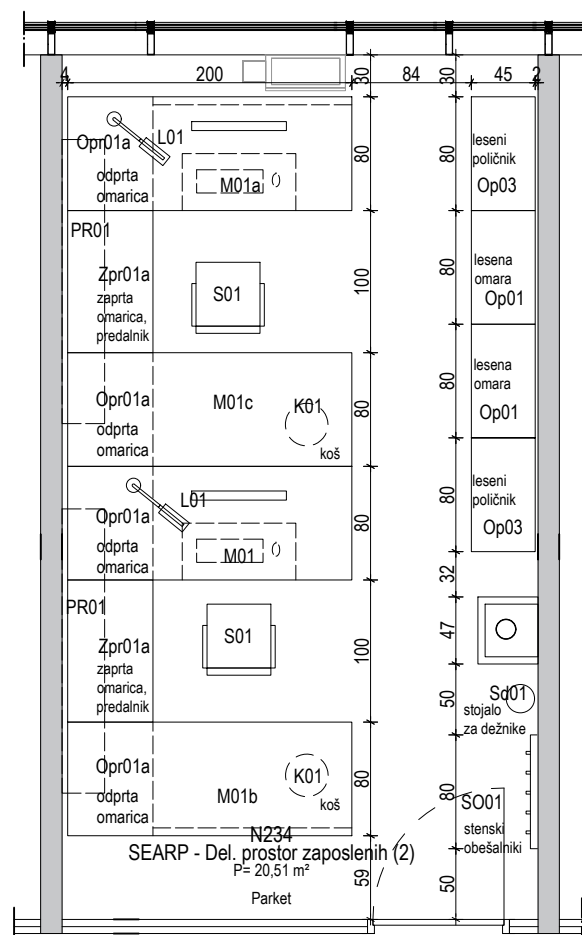 4
200
30
84
30
45
2
L01
Opr01a
odprta
omarica
M01a
80
80
leseni
poličnik
Op03
PR01
Zpr01a
zaprta
omarica,
predalnik
S01
100
80
lesena
omara
Op01
Opr01a
odprta
omarica
M01c
K01
koš
80
80
lesena
omara
Op01
L01
Opr01a
odprta
omarica
M01
80
80
leseni
poličnik
Op03
32
PR01
Zpr01a
zaprta
omarica,
predalnik
S01
100
47
50
Sd01
stojalo
za dežnike
Opr01a
odprta
omarica
M01b
K01
koš
80
80
SO01
stenski
obešalniki
N234
SEARP - Del. prostor zaposlenih (2)
P= 20,51 m²
Parket
59
50